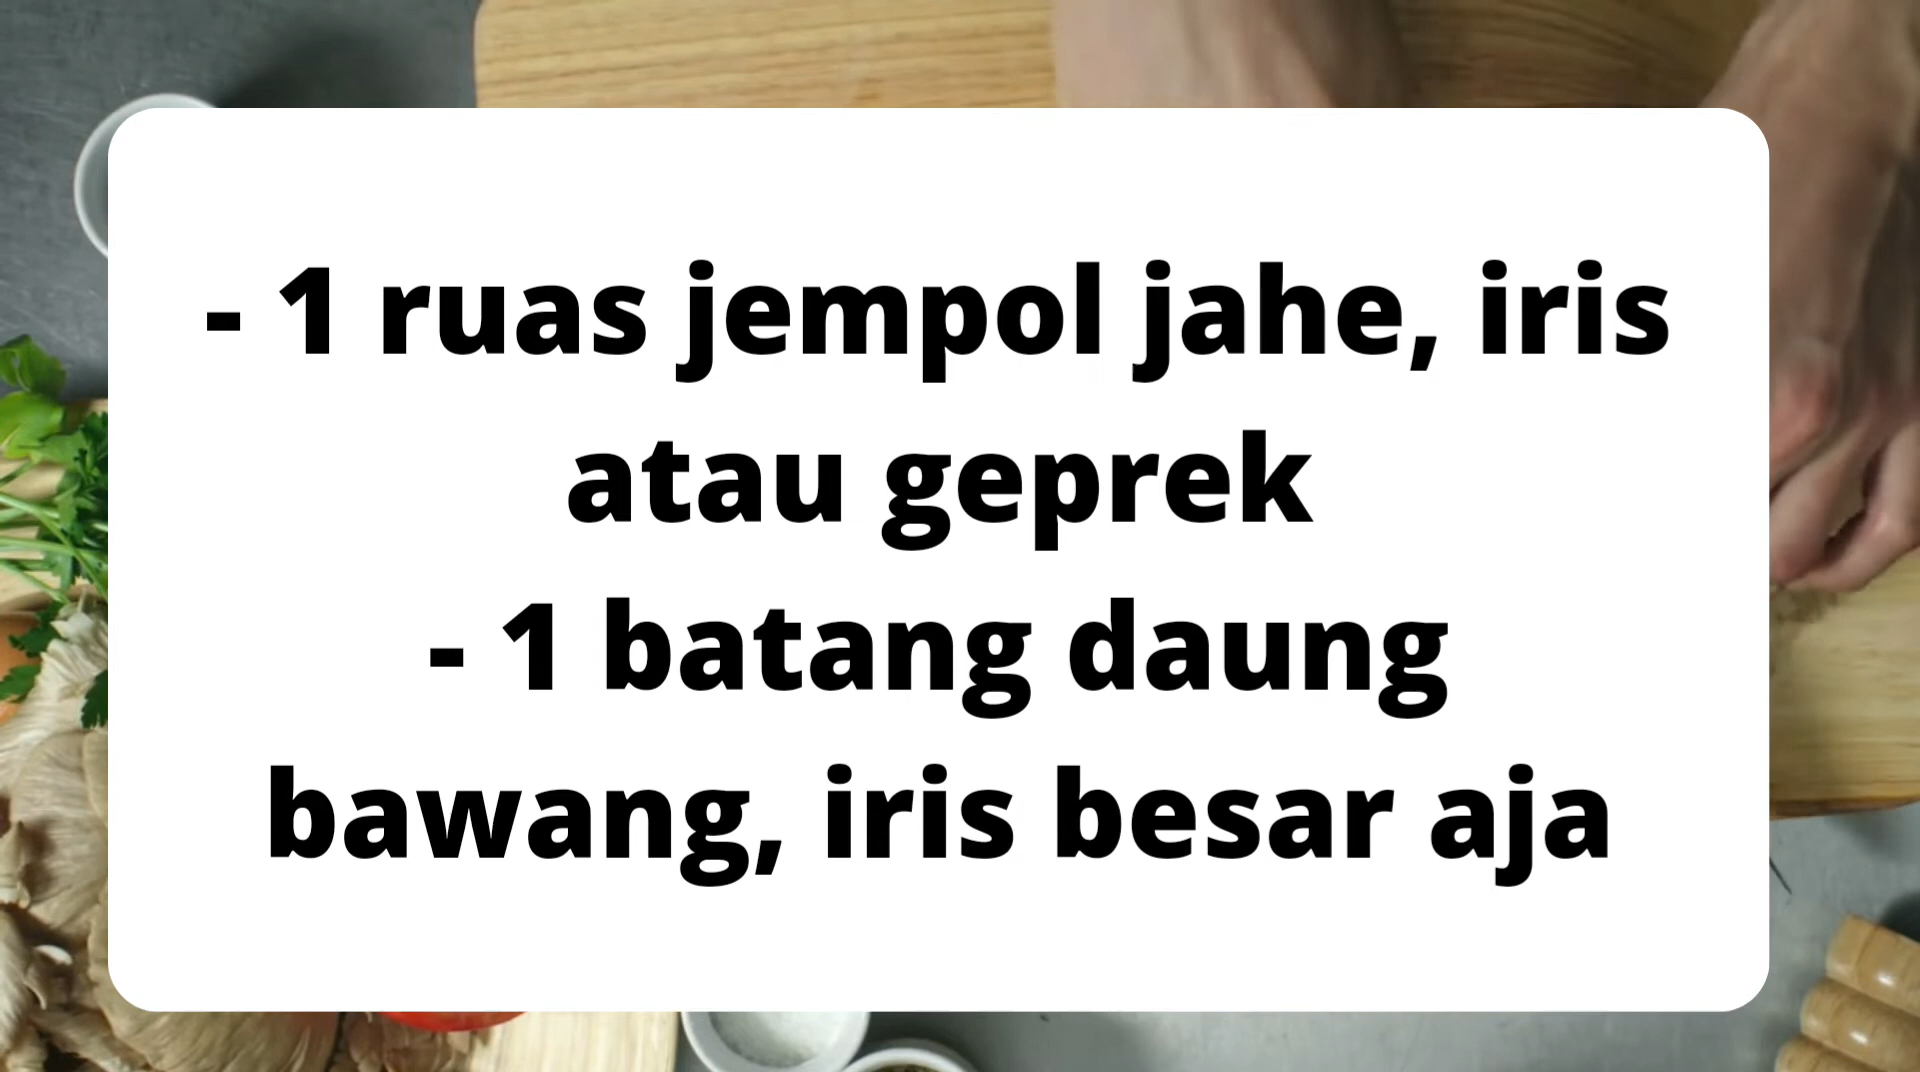 - 1 ruas jempol jahe, iris
atau geprek
- 1 batang daung
bawang, iris besar aja